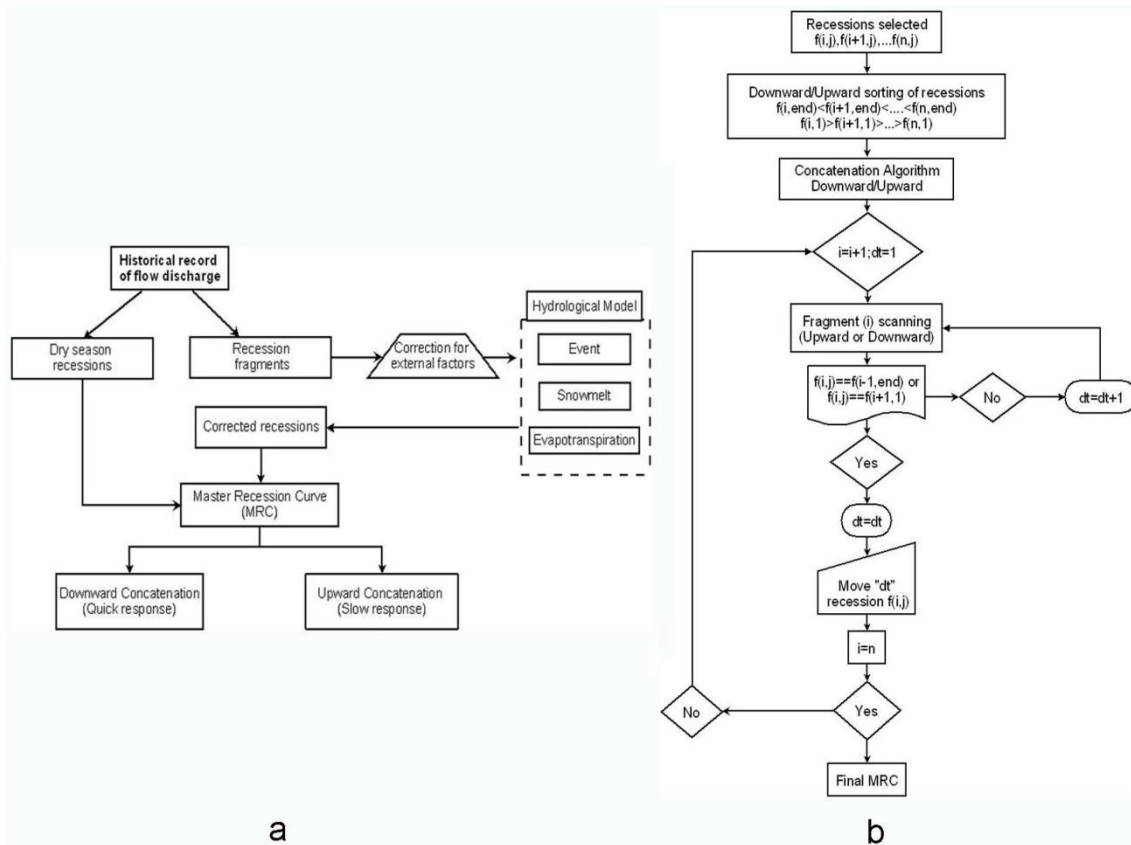 Historical record
of flow discharge
Dry season
recessions
Recession
fragments
Correction for
external factors
Hydrological Model
Event
Snowmelt
Evapotranspiration
Corrected recessions
Master Recession Curve
(MRC)
Downward Concatenation
(Quick response)
Upward Concatenation
(Slow response)
a
Recessions selected
f(i,j),f(i+1,j),...f(n,j)
Downward/Upward sorting of recessions
f(i,end)<f(i+1,end)<....<f(n,end)
f(i,1)>f(i+1,1)>...>f(n,1)
Concatenation Algorithm
Downward/Upward
i=i+1;dt=1
Fragment (i) scanning
(Upward or Downward)
f(i,j)==f(i-1,end) or
f(i,j)==f(i+1,1)
No
dt=dt+1
Yes
dt=dt
Move "dt"
recession f(i,j)
i=n
No
Yes
Final MRC
b